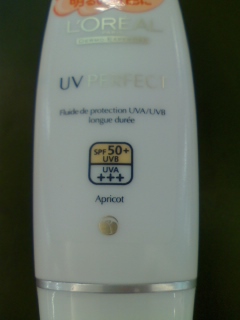 L'ORÉAL
UV PERFECT
Fluide de protection UVA/UVB
longue durée
SPF 50+
UVB
UVA
+++
Apricot